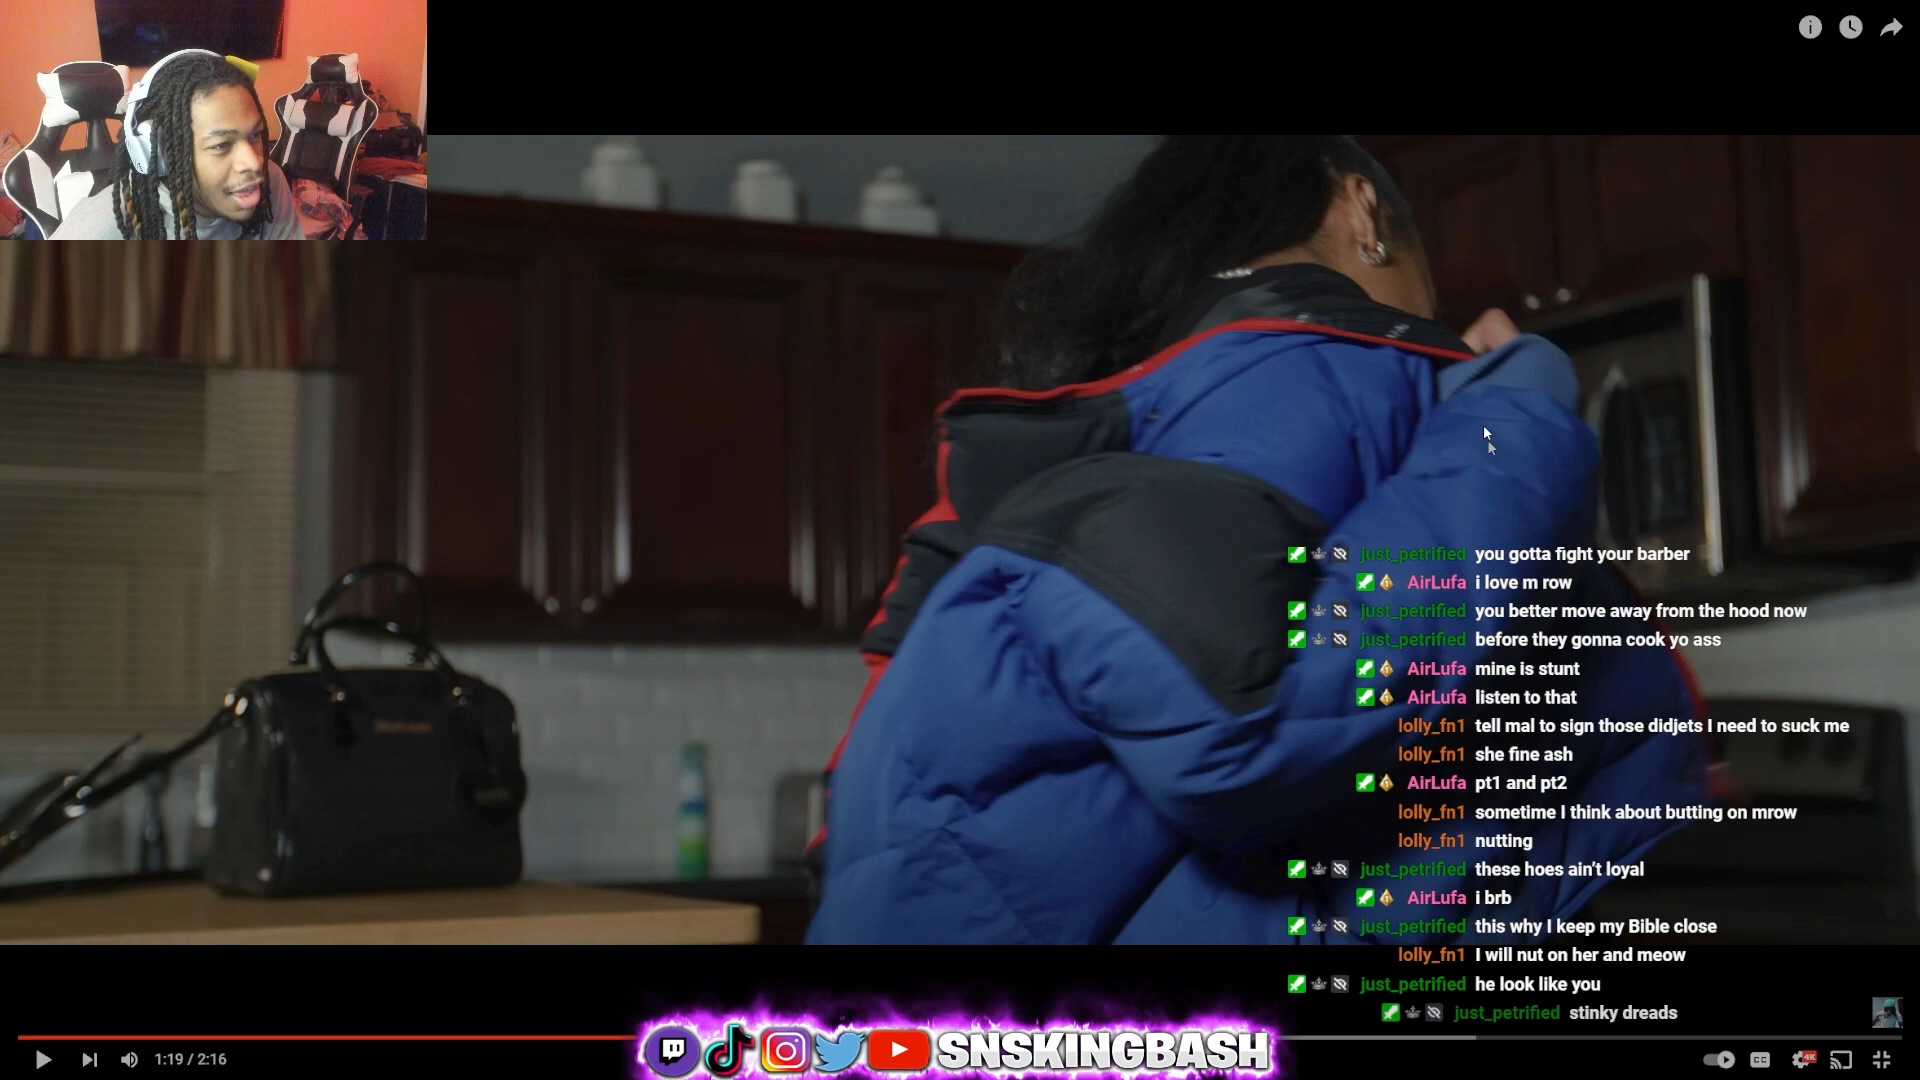 just_petrified you gotta fight your barber
AirLufa i love m row
just_petrified you better move away from the hood now
just_petrified before they gonna cook yo ass
AirLufa mine is stunt
AirLufa listen to that
lolly_fn1 tell mal to sign those didjets I need to suck me
lolly_fn1 she fine ash
AirLufa pt1 and pt2
lolly_fn1 sometime I think about butting on mrow
lolly_fn1 nutting
just_petrified these hoes ain’t loyal
AirLufa i brb
just_petrified this why I keep my Bible close
lolly_fn1 I will nut on her and meow
just_petrified he look like you
just_petrified stinky dreads
SNSKINGBASH
1:19 / 2:16
CC
4K